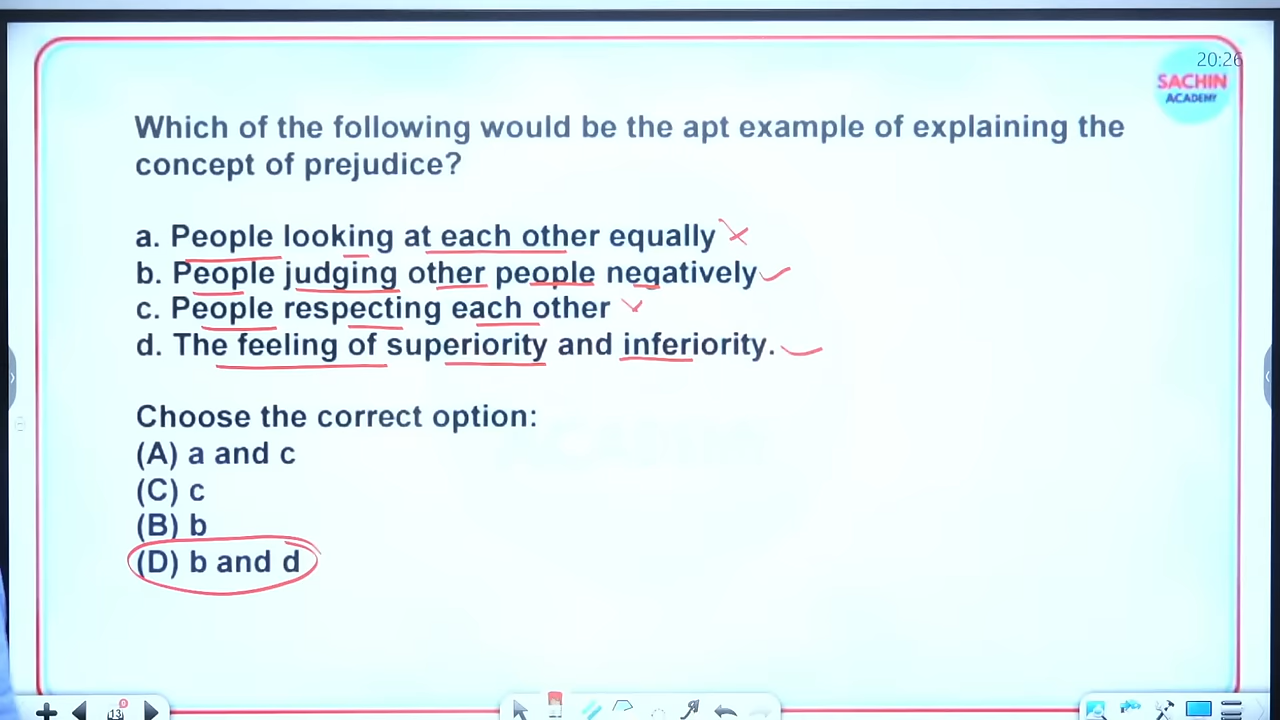 20:26
SACHIN
ACADEMY
Which of the following would be the apt example of explaining the
concept of prejudice?
a. People looking at each other equally
b. People judging other people negatively
c. People respecting each other
d. The feeling of superiority and inferiority.
Choose the correct option:
(A) a and c
(C) c
(B) b
(D) b and d
13